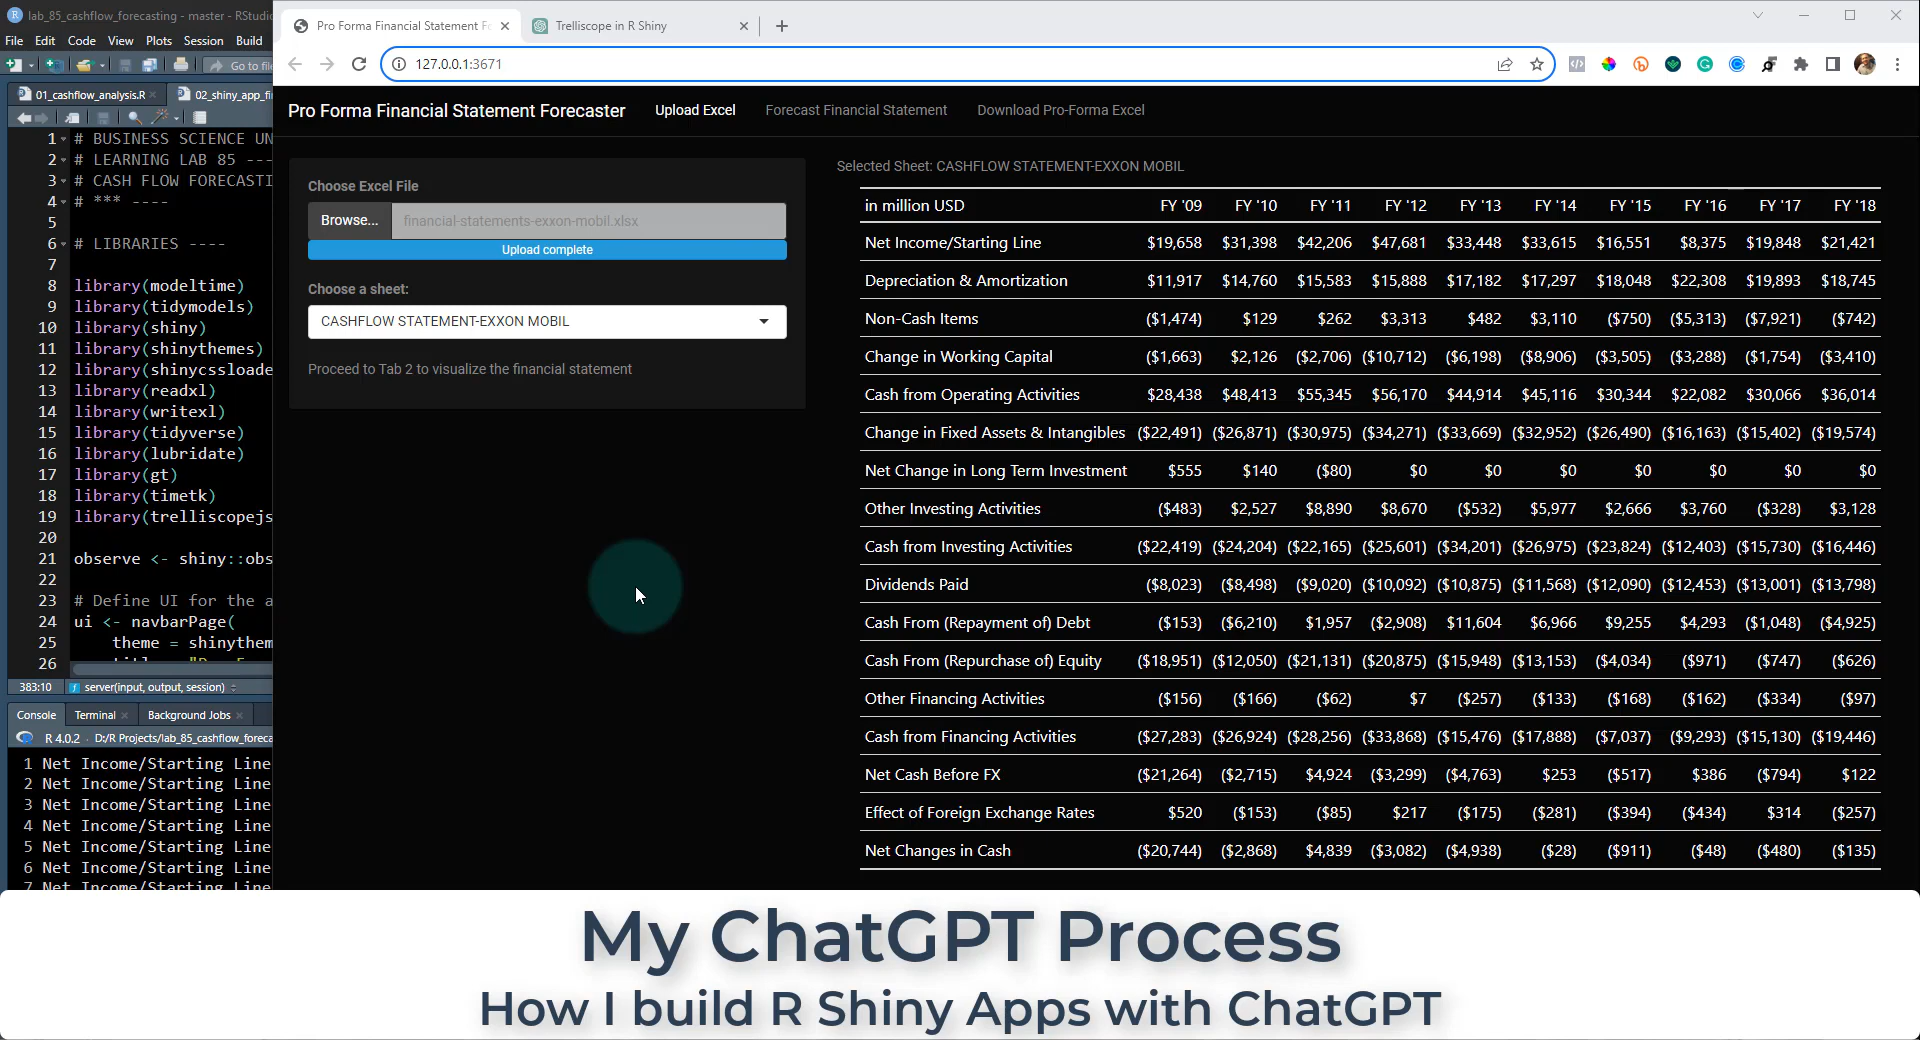 lab_85_cashflow_forecasting - master - RStudio
File Edit Code View Plots Session Build
Go to file
01_cashflow_analysis.R
02_shiny_app_fi
1 # BUSINESS SCIENCE UN
2 # LEARNING LAB 85 ---
3 # CASH FLOW FORECASTI
4 # *** ----
5
6 # LIBRARIES ----
7
8 library(modeltime)
9 library(tidymodels)
10 library(shiny)
11 library(shinythemes)
12 library(shinycssloade
13 library(readxl)
14 library(writexl)
15 library(tidyverse)
16 library(lubridate)
17 library(gt)
18 library(timetk)
19 library(trelliscopejs
20
21 observe <- shiny::obs
22
23 # Define UI for the a
24 ui <- navbarPage(
25 theme = shinythem
26
383:10 server(input, output, session)
Console Terminal Background Jobs
R 4.0.2 · D:/R Projects/lab_85_cashflow_foreca
1 Net Income/Starting Line
2 Net Income/Starting Line
3 Net Income/Starting Line
4 Net Income/Starting Line
5 Net Income/Starting Line
6 Net Income/Starting Line
7 Net Income/Starting Line
Pro Forma Financial Statement Fo
Trelliscope in R Shiny
127.0.0.1:3671
Pro Forma Financial Statement Forecaster Upload Excel Forecast Financial Statement Download Pro-Forma Excel
Choose Excel File
Browse... financial-statements-exxon-mobil.xlsx
Upload complete
Choose a sheet:
CASHFLOW STATEMENT-EXXON MOBIL
Proceed to Tab 2 to visualize the financial statement
Selected Sheet: CASHFLOW STATEMENT-EXXON MOBIL
in million USD FY '09 FY '10 FY '11 FY '12 FY '13 FY '14 FY '15 FY '16 FY '17 FY '18
Net Income/Starting Line $19,658 $31,398 $42,206 $47,681 $33,448 $33,615 $16,551 $8,375 $19,848 $21,421
Depreciation & Amortization $11,917 $14,760 $15,583 $15,888 $17,182 $17,297 $18,048 $22,308 $19,893 $18,745
Non-Cash Items ($1,474) $129 $262 $3,313 $482 $3,110 ($750) ($5,313) ($7,921) ($742)
Change in Working Capital ($1,663) $2,126 ($2,706) ($10,712) ($6,198) ($8,906) ($3,505) ($3,288) ($1,754) ($3,410)
Cash from Operating Activities $28,438 $48,413 $55,345 $56,170 $44,914 $45,116 $30,344 $22,082 $30,066 $36,014
Change in Fixed Assets & Intangibles ($22,491) ($26,871) ($30,975) ($34,271) ($33,669) ($32,952) ($26,490) ($16,163) ($15,402) ($19,574)
Net Change in Long Term Investment $555 $140 ($80) $0 $0 $0 $0 $0 $0 $0
Other Investing Activities ($483) $2,527 $8,890 $8,670 ($532) $5,977 $2,666 $3,760 ($328) $3,128
Cash from Investing Activities ($22,419) ($24,204) ($22,165) ($25,601) ($34,201) ($26,975) ($23,824) ($12,403) ($15,730) ($16,446)
Dividends Paid ($8,023) ($8,498) ($9,020) ($10,092) ($10,875) ($11,568) ($12,090) ($12,453) ($13,001) ($13,798)
Cash From (Repayment of) Debt ($153) ($6,210) $1,957 ($2,908) $11,604 $6,966 $9,255 $4,293 ($1,048) ($4,925)
Cash From (Repurchase of) Equity ($18,951) ($12,050) ($21,131) ($20,875) ($15,948) ($13,153) ($4,034) ($971) ($747) ($626)
Other Financing Activities ($156) ($166) ($62) $7 ($257) ($133) ($168) ($162) ($334) ($97)
Cash from Financing Activities ($27,283) ($26,924) ($28,256) ($33,868) ($15,476) ($17,888) ($7,037) ($9,293) ($15,130) ($19,446)
Net Cash Before FX ($21,264) ($2,715) $4,924 ($3,299) ($4,763) $253 ($517) $386 ($794) $122
Effect of Foreign Exchange Rates $520 ($153) ($85) $217 ($175) ($281) ($394) ($434) $314 ($257)
Net Changes in Cash ($20,744) ($2,868) $4,839 ($3,082) ($4,938) ($28) ($911) ($48) ($480) ($135)
My ChatGPT Process
How I build R Shiny Apps with ChatGPT